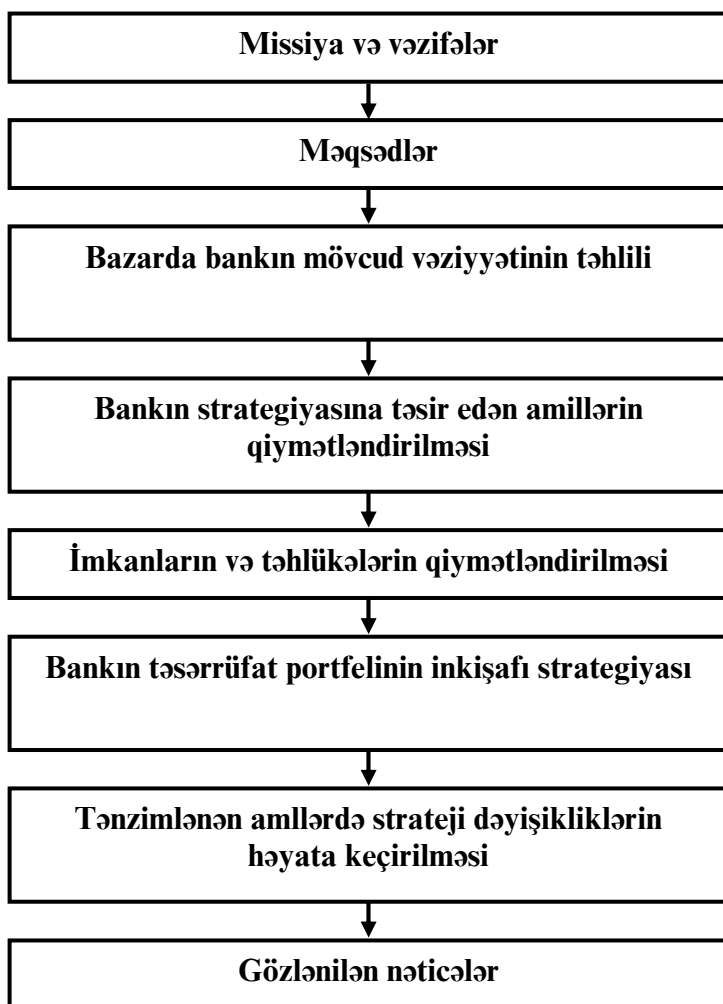 Missiya və vəzifələr
Məqsədlər
Bazarda bankın mövcud vəziyyətinin təhlili
Bankın strategiyasına təsir edən amillərin
qiymətləndirilməsi
İmkanların və təhlükələrin qiymətləndirilməsi
Bankın təsərrüfat portfelinin inkişafı strategiyası
Tənzimlənən amllərdə strateji dəyişikliklərin
həyata keçirilməsi
Gözlənilən nəticələr